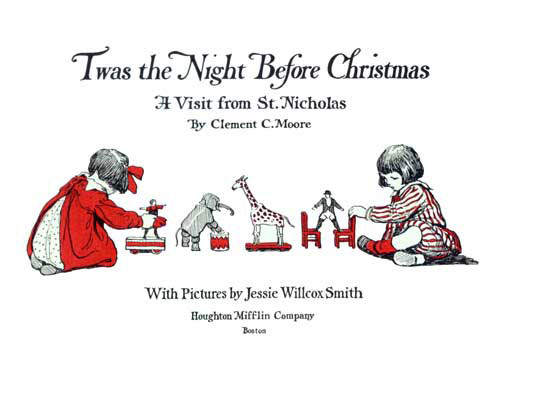 Twas the Night Before Christmas
A Visit from St. Nicholas
By Clement C. Moore
With Pictures by Jessie Willcox Smith
Houghton Mifflin Company
Boston